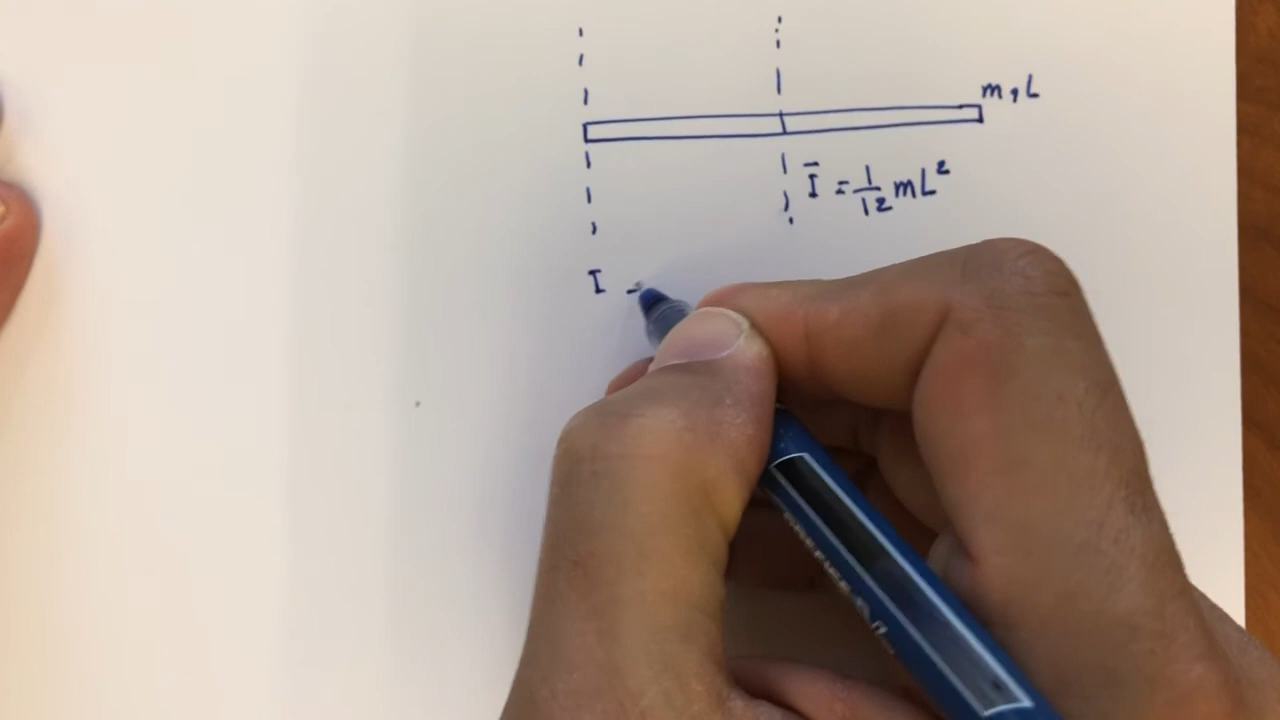 m, L
Ī = 1/12 mL²
I =